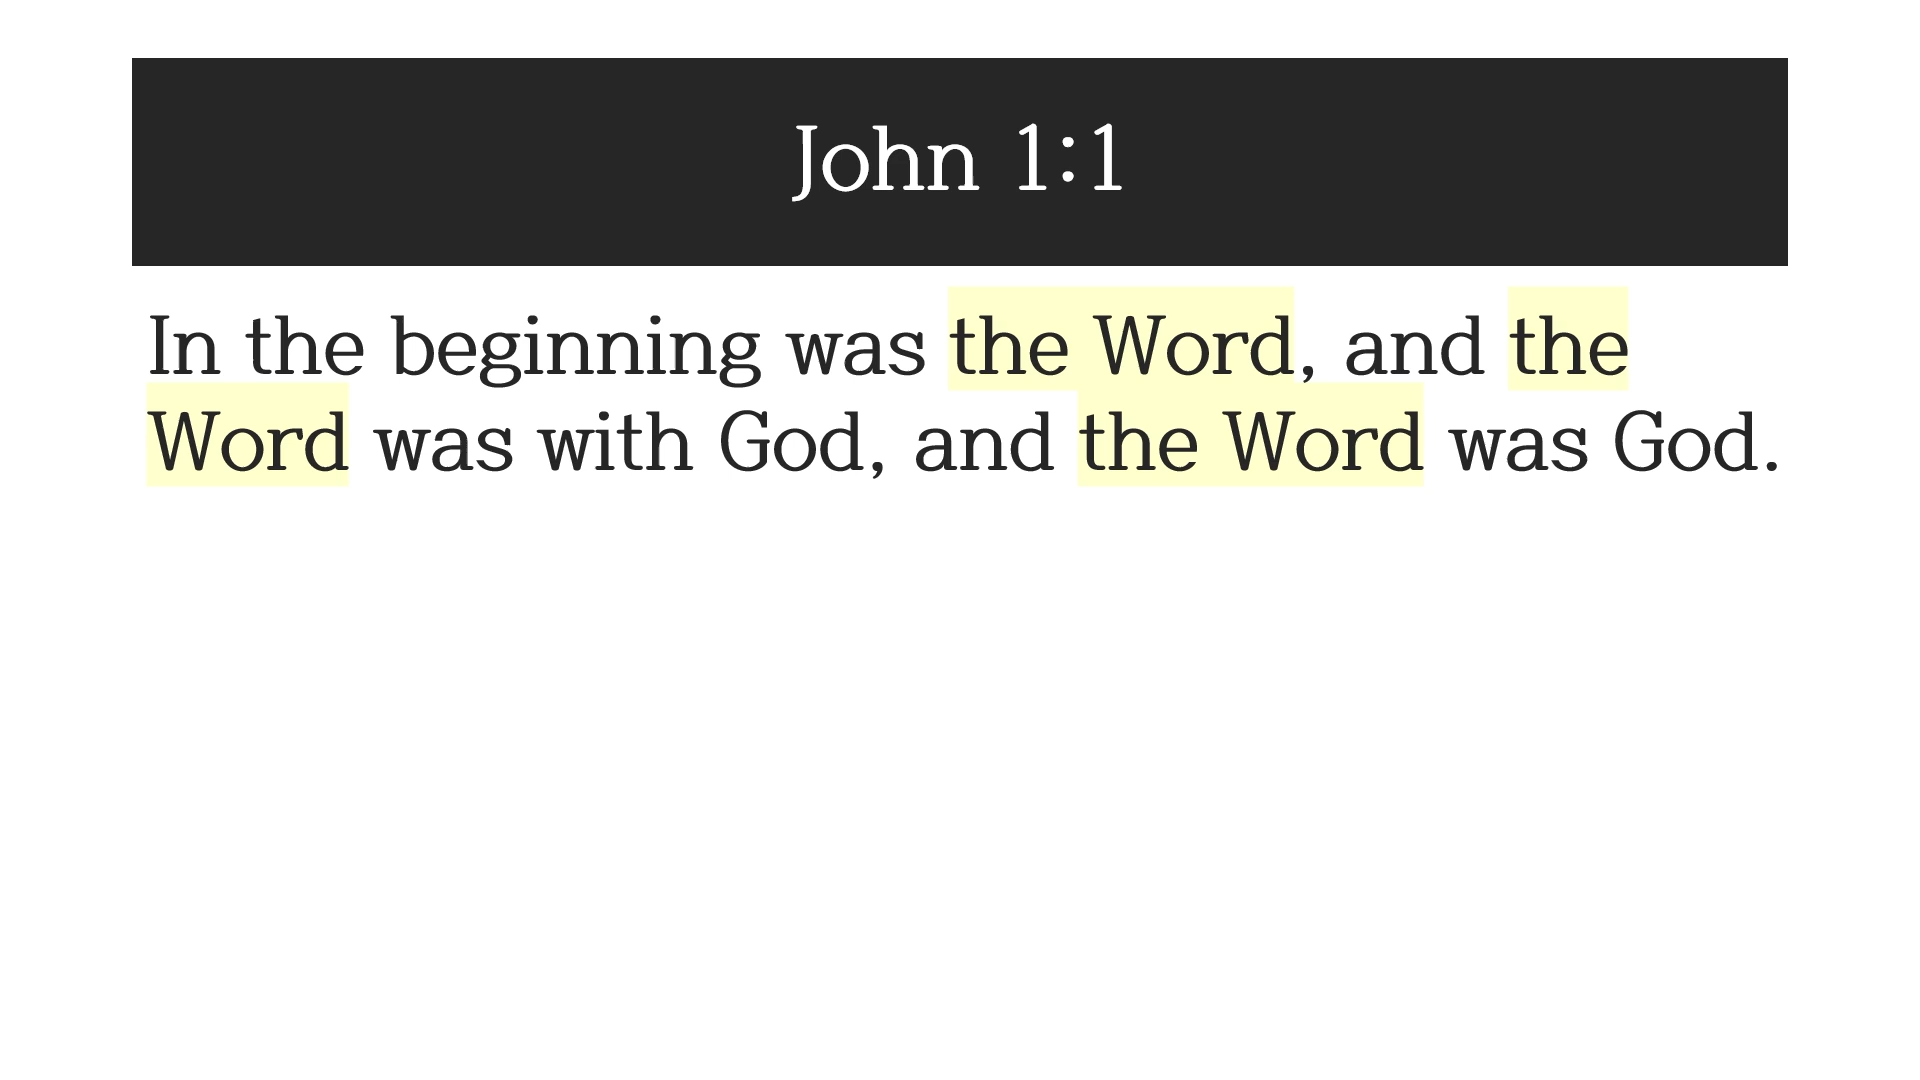 John 1:1
In the beginning was the Word, and the
Word was with God, and the Word was God.